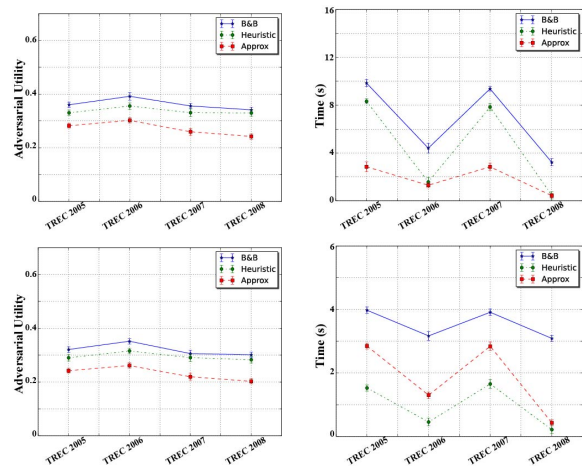 Adversarial Utility
0.6
0.4
0.2
0
B&B
Heuristic
Approx
TREC 2005
TREC 2006
TREC 2007
TREC 2008
Time (s)
16
12
8
4
0
B&B
Heuristic
Approx
TREC 2005
TREC 2006
TREC 2007
TREC 2008
Adversarial Utility
0.6
0.4
0.2
0
B&B
Heuristic
Approx
TREC 2005
TREC 2006
TREC 2007
TREC 2008
Time (s)
6
4
2
0
B&B
Heuristic
Approx
TREC 2005
TREC 2006
TREC 2007
TREC 2008